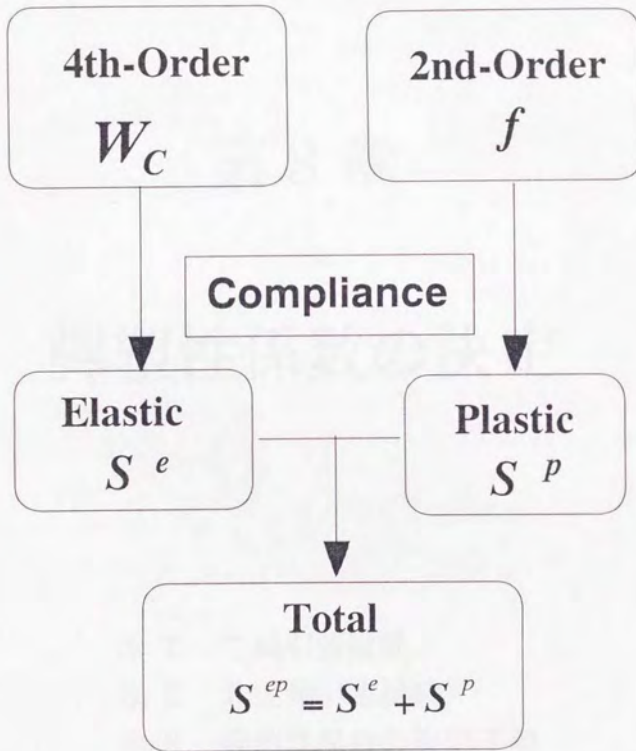 4th-Order
W_C
2nd-Order
f
Compliance
Elastic
S^e
Plastic
S^p
Total
S^{ep} = S^e + S^p